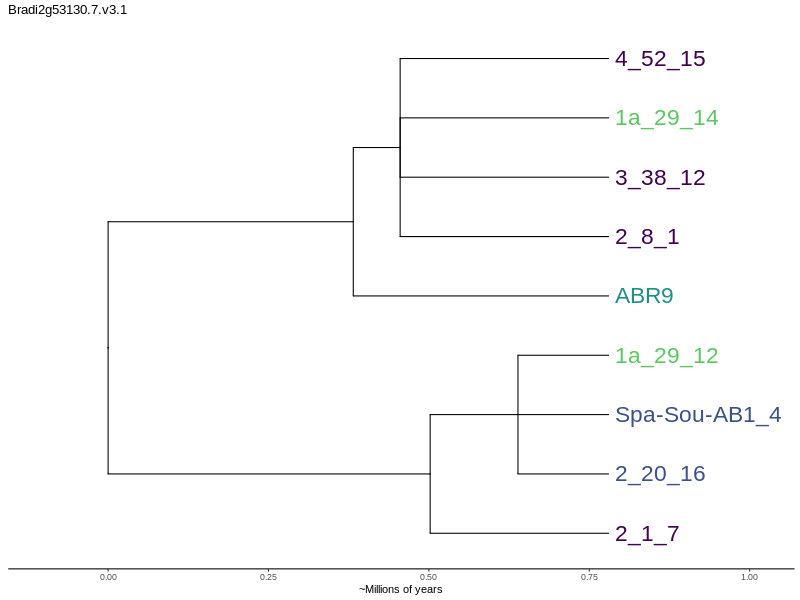 Bradi2g53130.7.v3.1
4_52_15
1a_29_14
3_38_12
2_8_1
ABR9
1a_29_12
Spa-Sou-AB1_4
2_20_16
2_1_7
0.00 0.25 0.50 0.75 1.00
~Millions of years